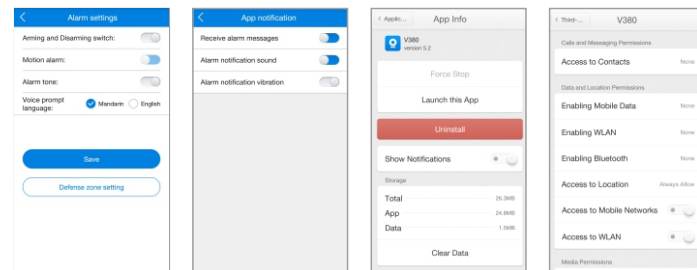 Alarm settings
Arming and Disarming switch:
Motion alarm:
Alarm tone:
Voice prompt language:
Mandarin
English
Save
Defense zone setting
App notification
Receive alarm messages
Alarm notification sound
Alarm notification vibration
Applic...
App Info
V380
version 5.2
Force Stop
Launch this App
Uninstall
Show Notifications
Storage
Total 26.3MB
App 24.8MB
Data 1.5MB
Clear Data
Third-...
V380
Calls and Messaging Permissions
Access to Contacts None
Data and Location Permissions
Enabling Mobile Data None
Enabling WLAN None
Enabling Bluetooth None
Access to Location Always Allow
Access to Mobile Networks
Access to WLAN
Media Permissions